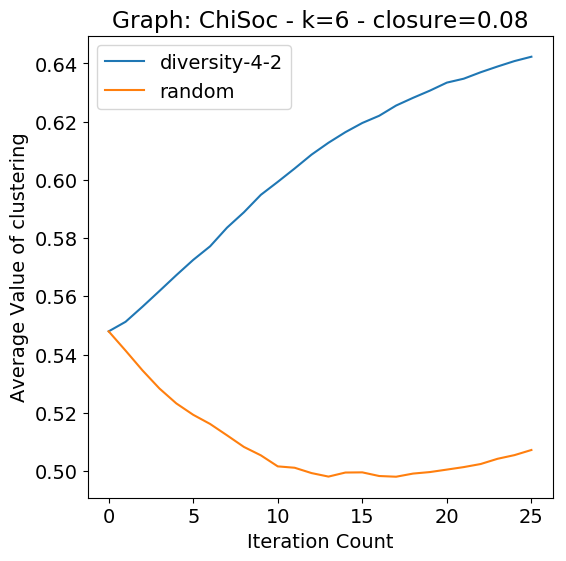 Graph: ChiSoc - k=6 - closure=0.08
diversity-4-2
random
Average Value of clustering
0.64
0.62
0.60
0.58
0.56
0.54
0.52
0.50
0 5 10 15 20 25
Iteration Count